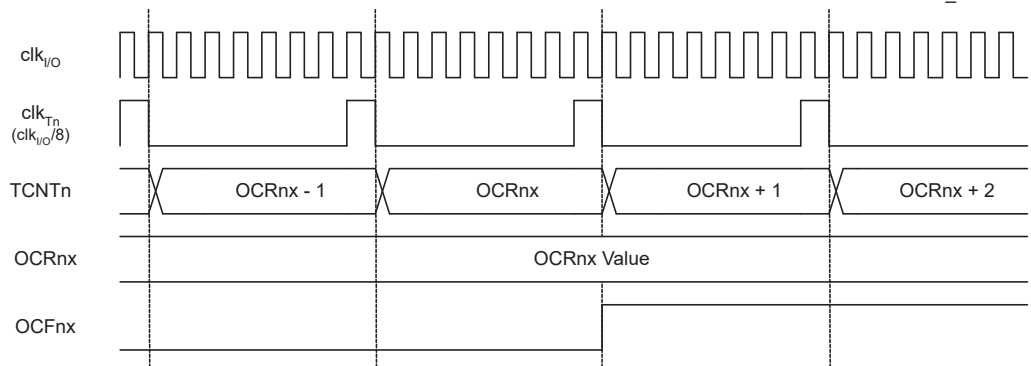 clkI/O
clkTn
(clkI/O/8)
TCNTn OCRnx - 1 OCRnx OCRnx + 1 OCRnx + 2
OCRnx OCRnx Value
OCFnx